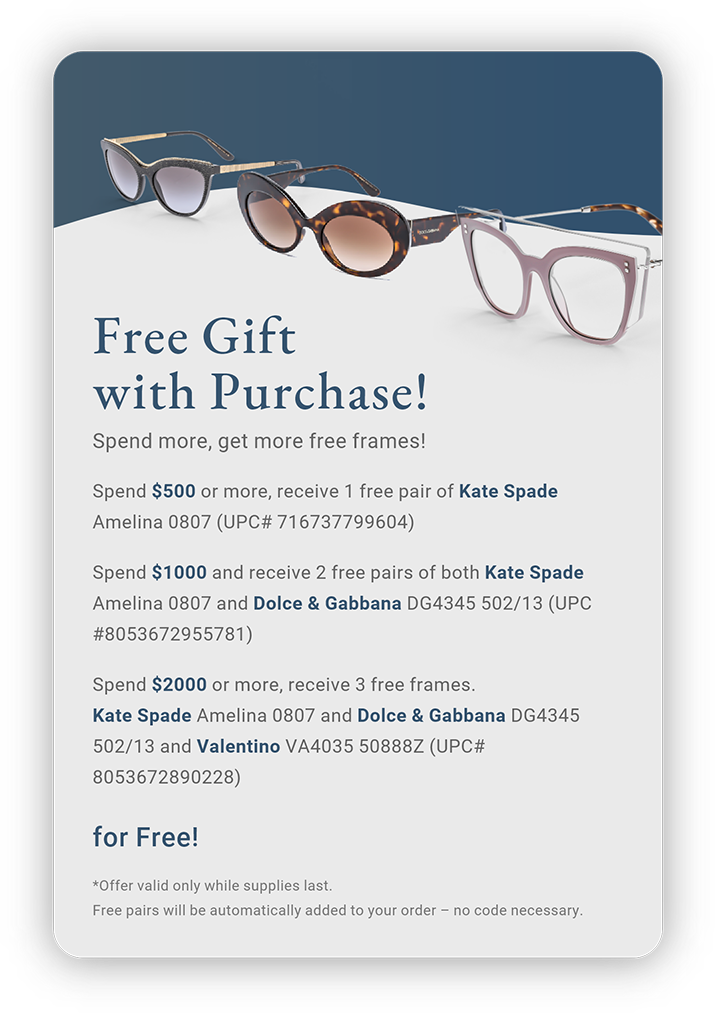 Free Gift
with Purchase!
Spend more, get more free frames!
Spend $500 or more, receive 1 free pair of Kate Spade
Amelina 0807 (UPC# 716737799604)
Spend $1000 and receive 2 free pairs of both Kate Spade
Amelina 0807 and Dolce & Gabbana DG4345 502/13 (UPC
#8053672955781)
Spend $2000 or more, receive 3 free frames.
Kate Spade Amelina 0807 and Dolce & Gabbana DG4345
502/13 and Valentino VA4035 50888Z (UPC#
8053672890228)
for Free!
*Offer valid only while supplies last.
Free pairs will be automatically added to your order – no code necessary.